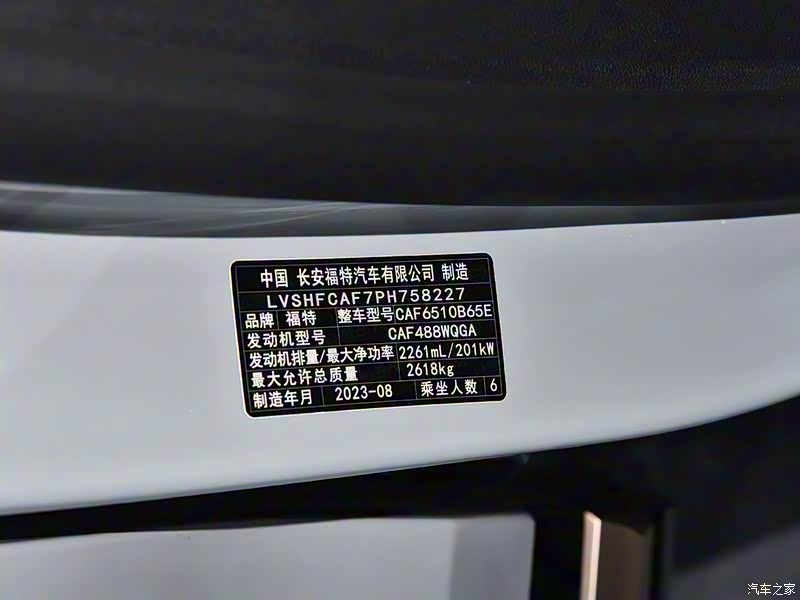 中国 长安福特汽车有限公司 制造
LVSHFCAF7PH758227
品牌 福特 整车型号 CAF6510B65E
发动机型号 CAF488WQGA
发动机排量/最大净功率 2261mL/201kW
最大允许总质量 2618kg
制造年月 2023-08 乘坐人数 6
汽车之家